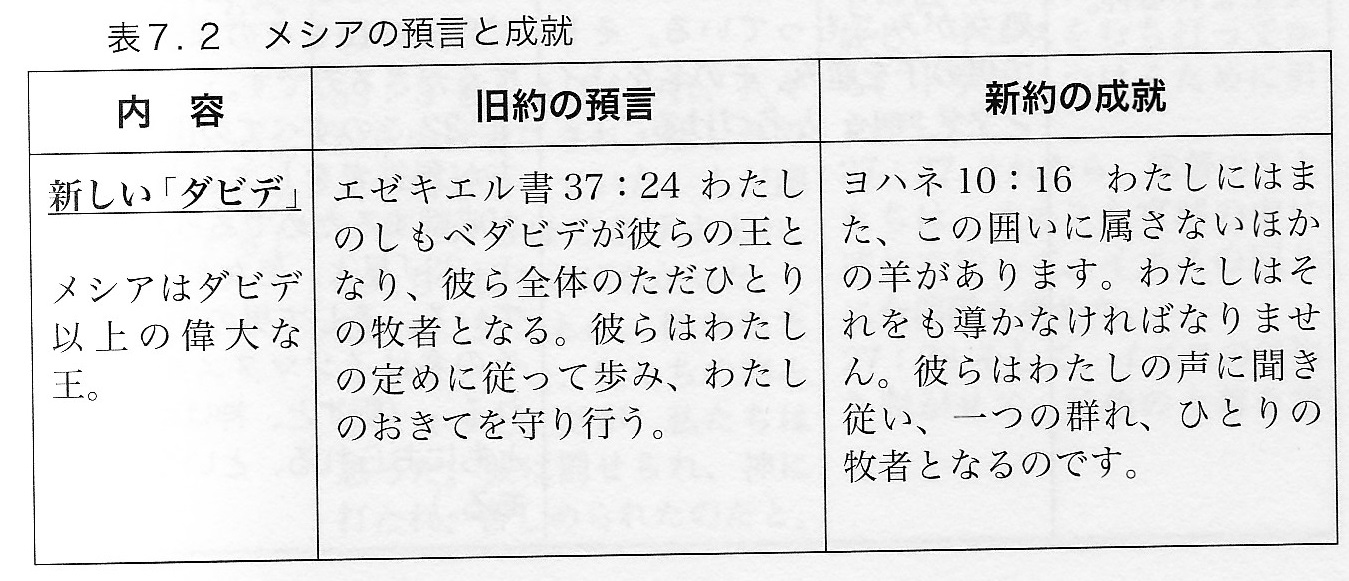 表7.2 メシアの預言と成就
内 容
旧約の預言
新約の成就
新しい「ダビデ」
メシアはダビデ
以上の偉大な
王。
エゼキエル書 37：24 わたし
のしもべダビデが彼らの王と
なり、彼ら全体のただひとり
の牧者となる。彼らはわたし
の定めに従って歩み、わたし
のおきてを守り行う。
ヨハネ 10：16 わたしにはま
た、この囲いに属さないほか
の羊があります。わたしはそ
れをも導かなければなりませ
ん。彼らはわたしの声に聞き
従い、一つの群れ、ひとりの
牧者となるのです。